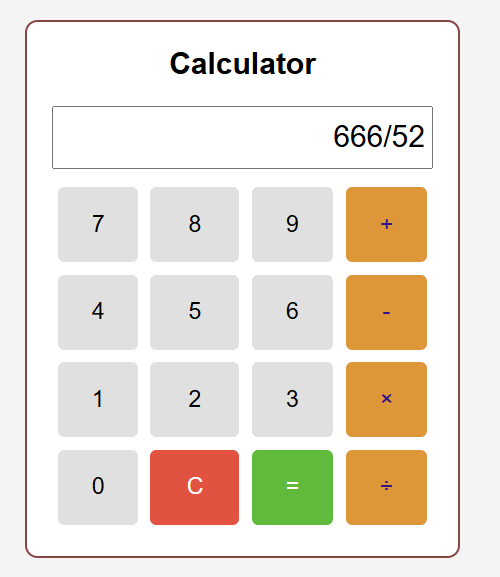 Calculator
666/52
7 8 9 +
4 5 6 -
1 2 3 ×
0 C = ÷